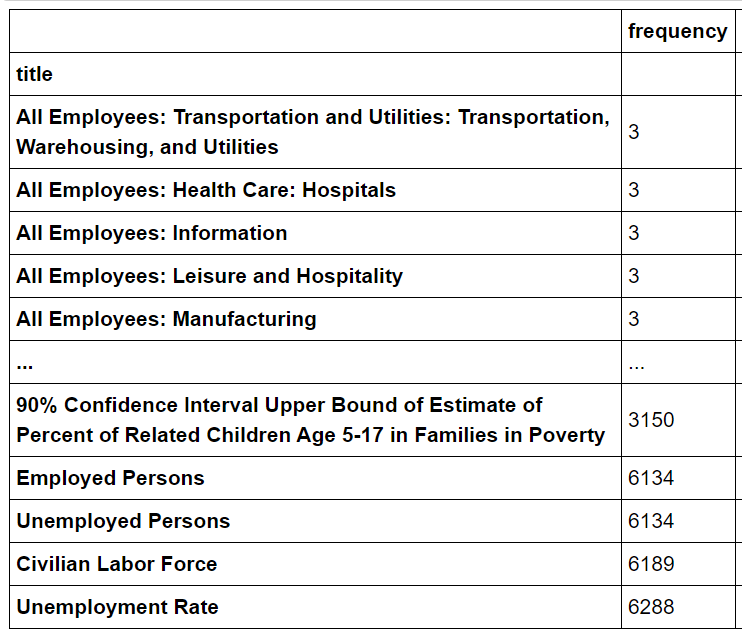 frequency
title
All Employees: Transportation and Utilities: Transportation,
Warehousing, and Utilities
3
All Employees: Health Care: Hospitals
3
All Employees: Information
3
All Employees: Leisure and Hospitality
3
All Employees: Manufacturing
3
...
...
90% Confidence Interval Upper Bound of Estimate of
Percent of Related Children Age 5-17 in Families in Poverty
3150
Employed Persons
6134
Unemployed Persons
6134
Civilian Labor Force
6189
Unemployment Rate
6288